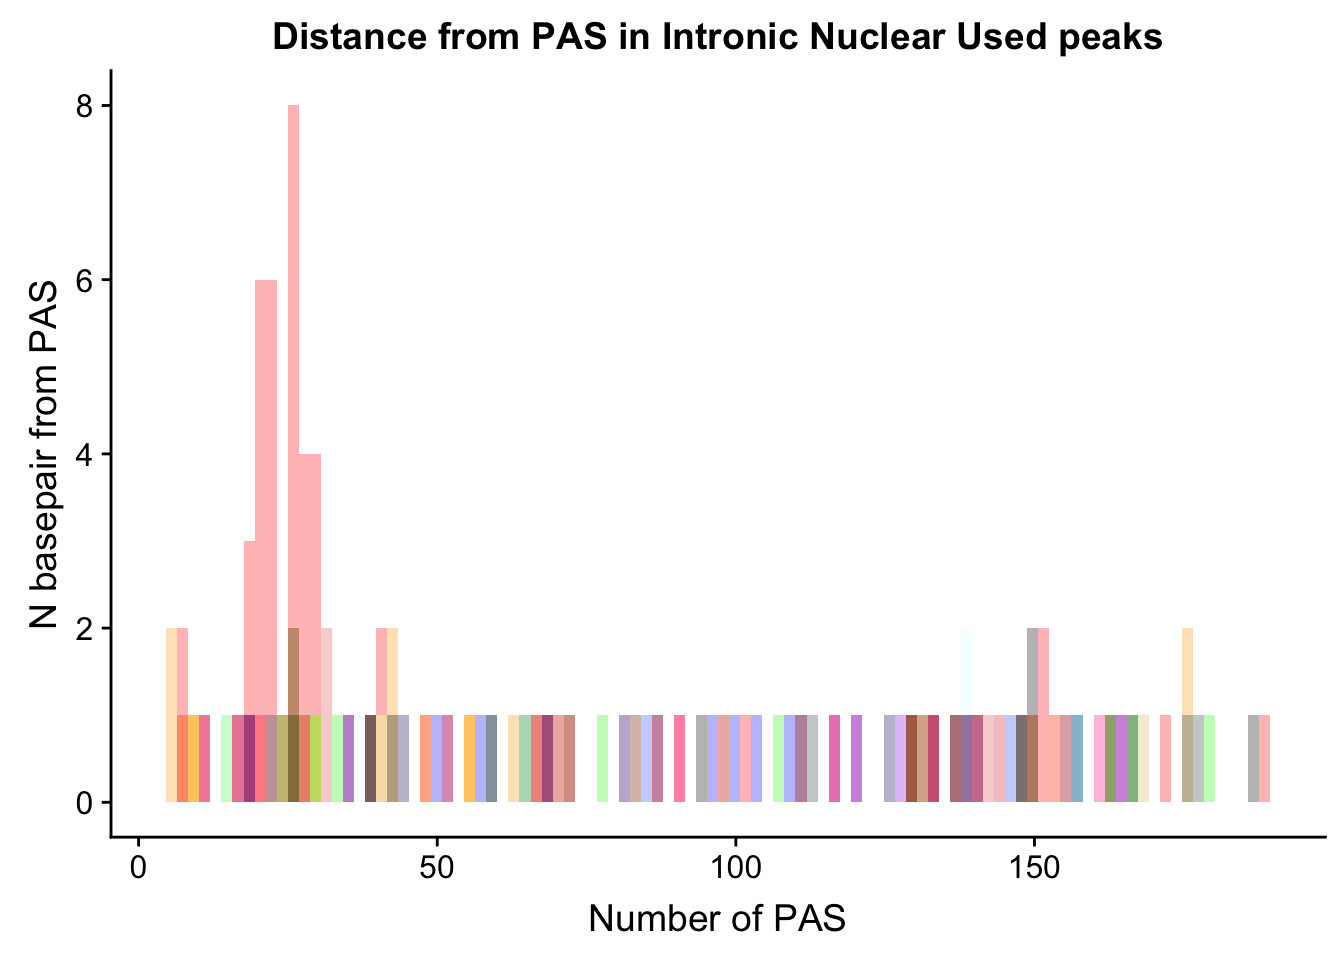 Distance from PAS in Intronic Nuclear Used peaks
N basepair from PAS
8
6
4
2
0
0 50 100 150
Number of PAS